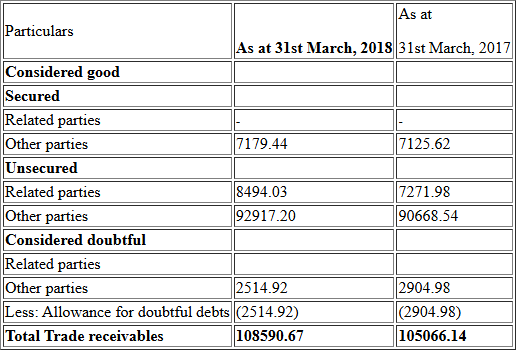 Particulars As at 31st March, 2018 As at
31st March, 2017
Considered good
Secured
Related parties - -
Other parties 7179.44 7125.62
Unsecured
Related parties 8494.03 7271.98
Other parties 92917.20 90668.54
Considered doubtful
Related parties
Other parties 2514.92 2904.98
Less: Allowance for doubtful debts (2514.92) (2904.98)
Total Trade receivables 108590.67 105066.14